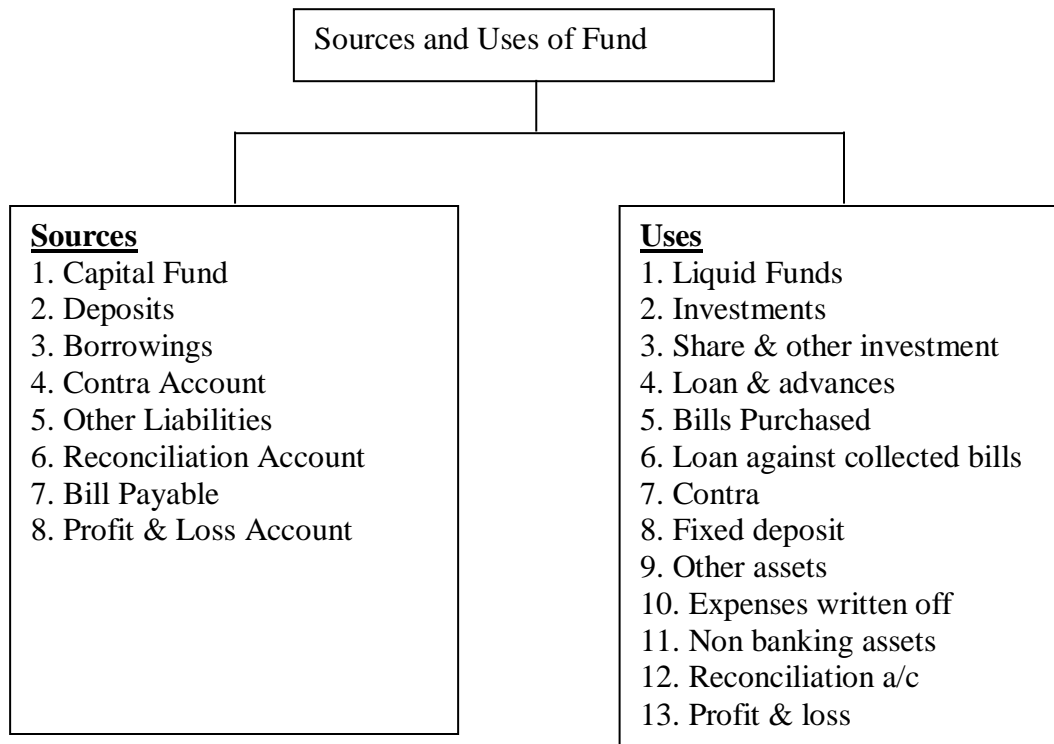 Sources and Uses of Fund
Sources
1. Capital Fund
2. Deposits
3. Borrowings
4. Contra Account
5. Other Liabilities
6. Reconciliation Account
7. Bill Payable
8. Profit & Loss Account
Uses
1. Liquid Funds
2. Investments
3. Share & other investment
4. Loan & advances
5. Bills Purchased
6. Loan against collected bills
7. Contra
8. Fixed deposit
9. Other assets
10. Expenses written off
11. Non banking assets
12. Reconciliation a/c
13. Profit & loss